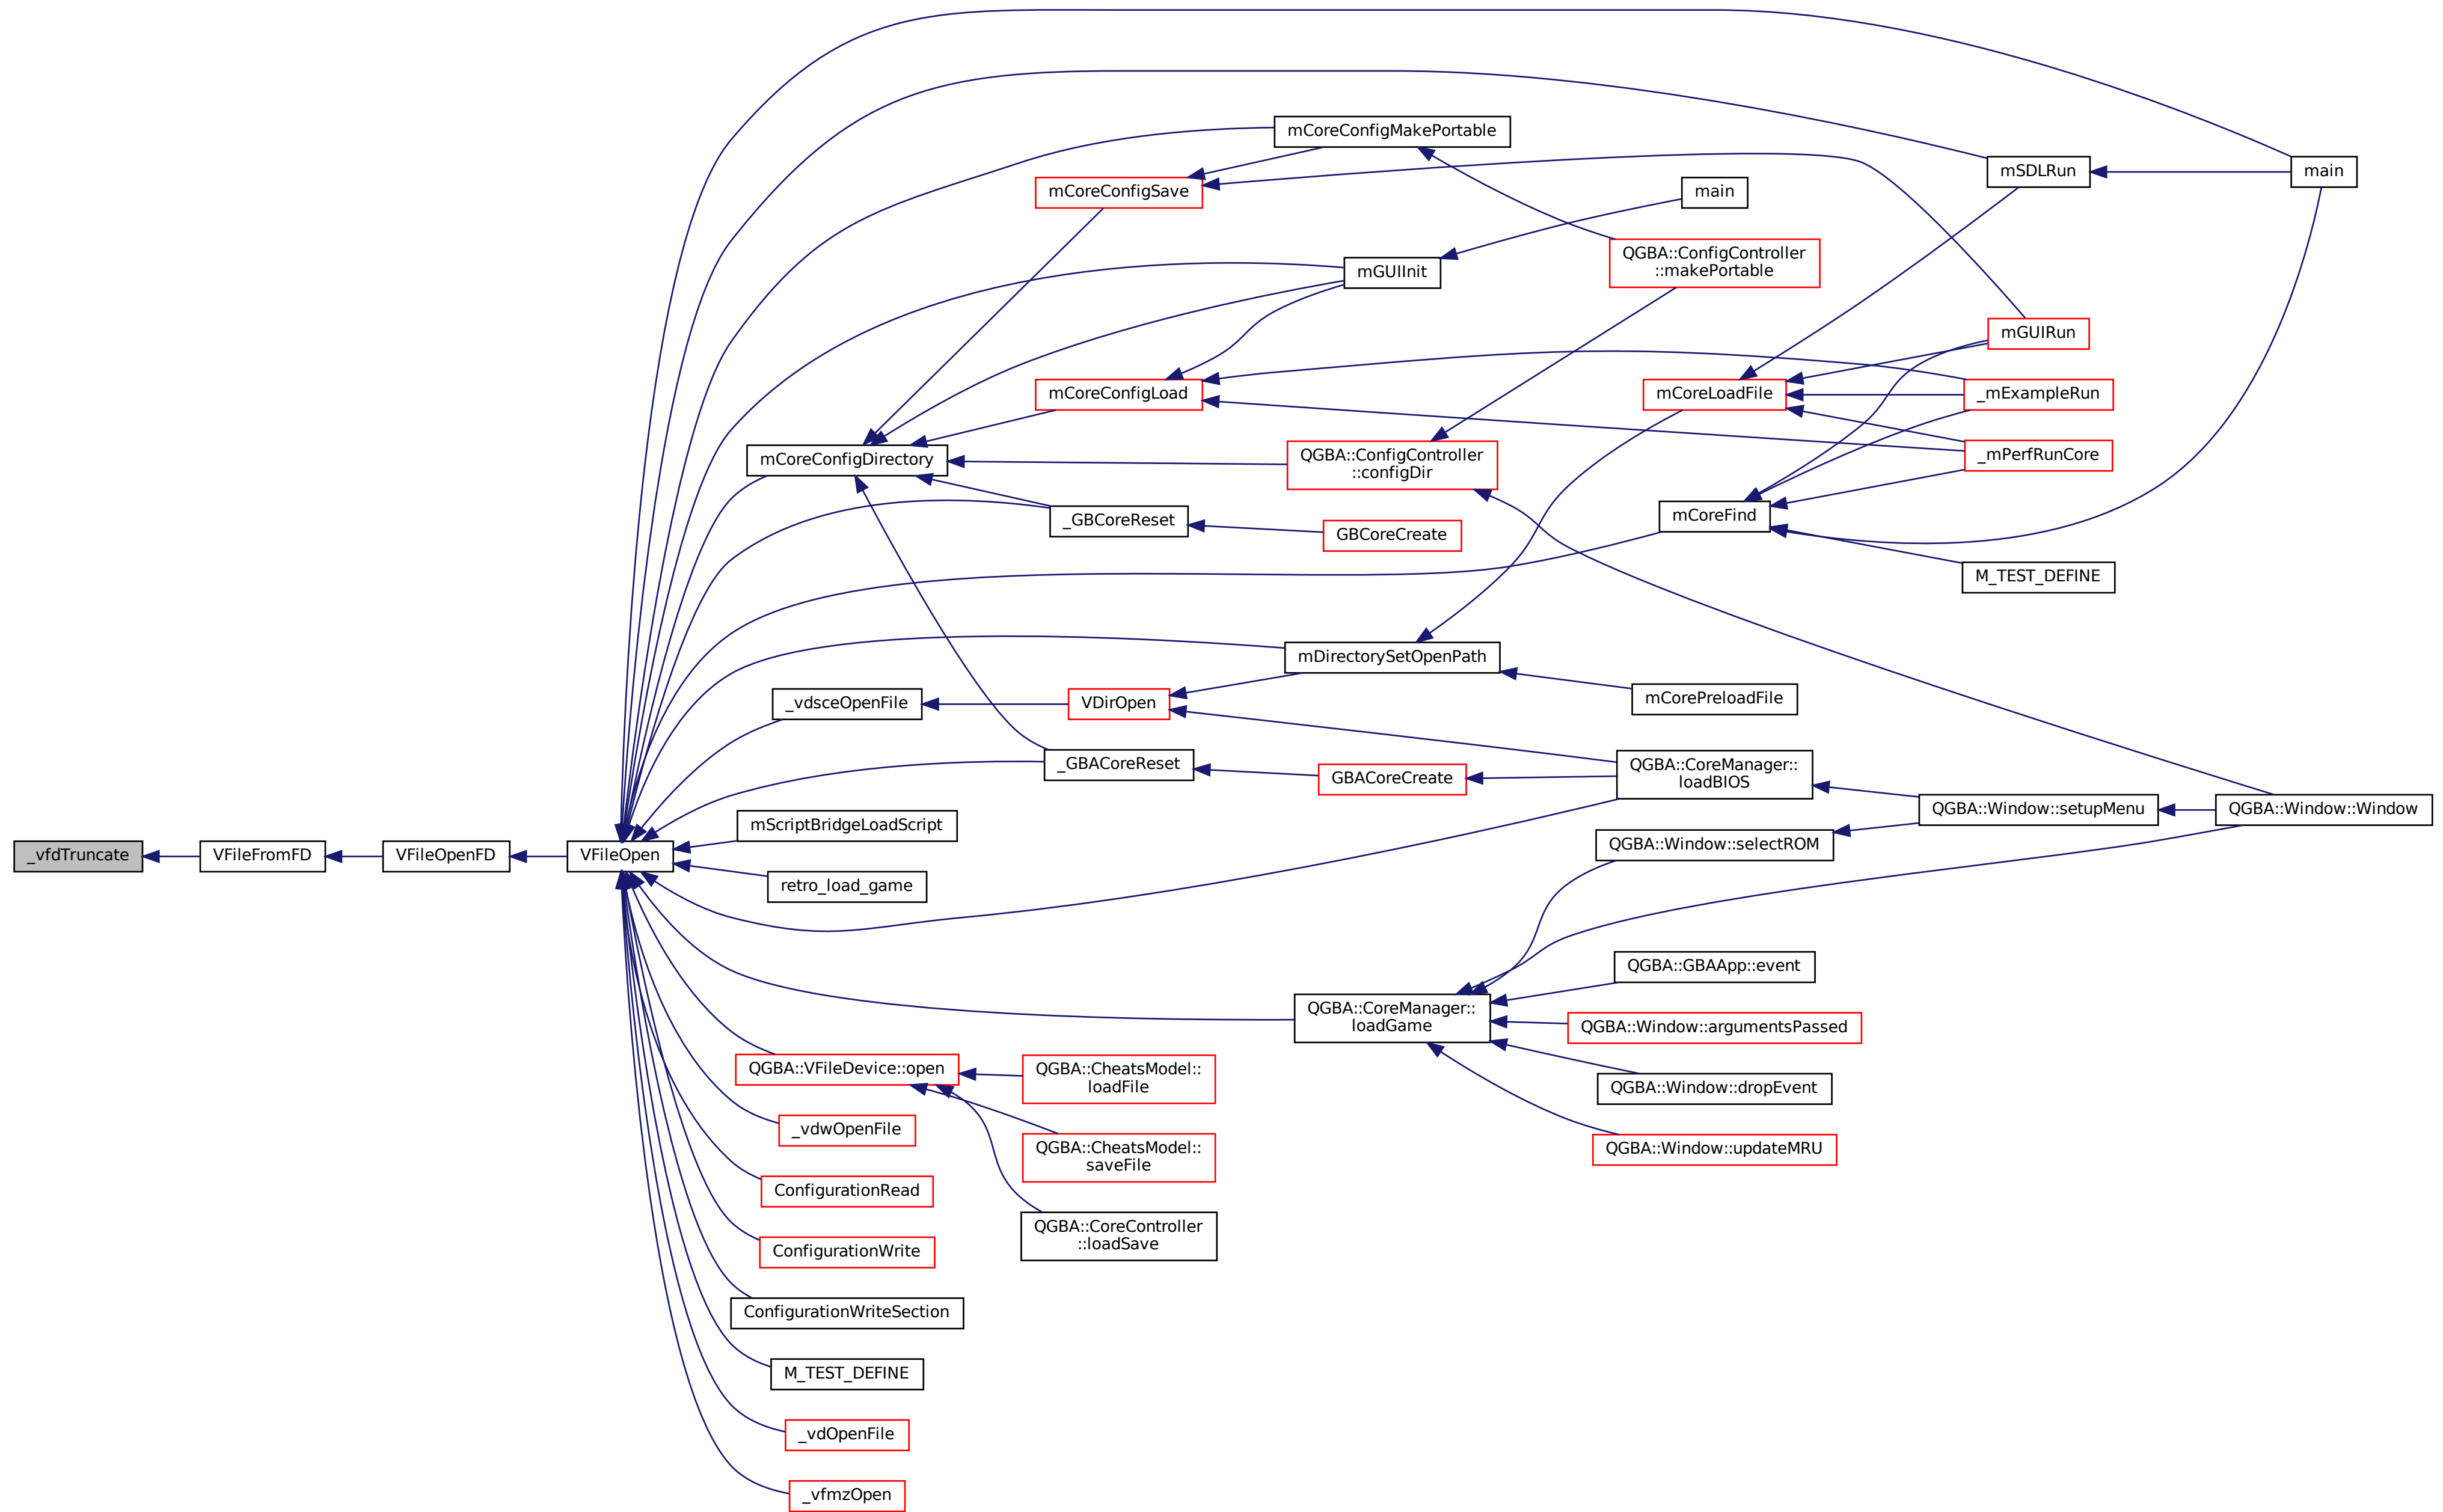 main
mSDLRun
mCoreConfigMakePortable
mCoreConfigSave
main
QGBA::ConfigController
::makePortable
mGUIInit
mGUIRun
mCoreConfigLoad
mCoreLoadFile
_mExampleRun
mCoreConfigDirectory
QGBA::ConfigController
::configDir
_mPerfRunCore
_GBCoreReset
GBCoreCreate
mCoreFind
M_TEST_DEFINE
mDirectorySetOpenPath
_vdsceOpenFile
VDirOpen
mCorePreloadFile
_GBACoreReset
GBACoreCreate
QGBA::CoreManager::
loadBIOS
QGBA::Window::setupMenu
QGBA::Window::Window
mScriptBridgeLoadScript
QGBA::Window::selectROM
_vfdTruncate
VFileFromFD
VFileOpenFD
VFileOpen
retro_load_game
QGBA::GBAApp::event
QGBA::CoreManager::
loadGame
QGBA::Window::argumentsPassed
QGBA::VFileDevice::open
QGBA::CheatsModel::
loadFile
QGBA::Window::dropEvent
_vdwOpenFile
QGBA::CheatsModel::
saveFile
QGBA::Window::updateMRU
ConfigurationRead
QGBA::CoreController
::loadSave
ConfigurationWrite
ConfigurationWriteSection
M_TEST_DEFINE
_vdOpenFile
_vfmzOpen